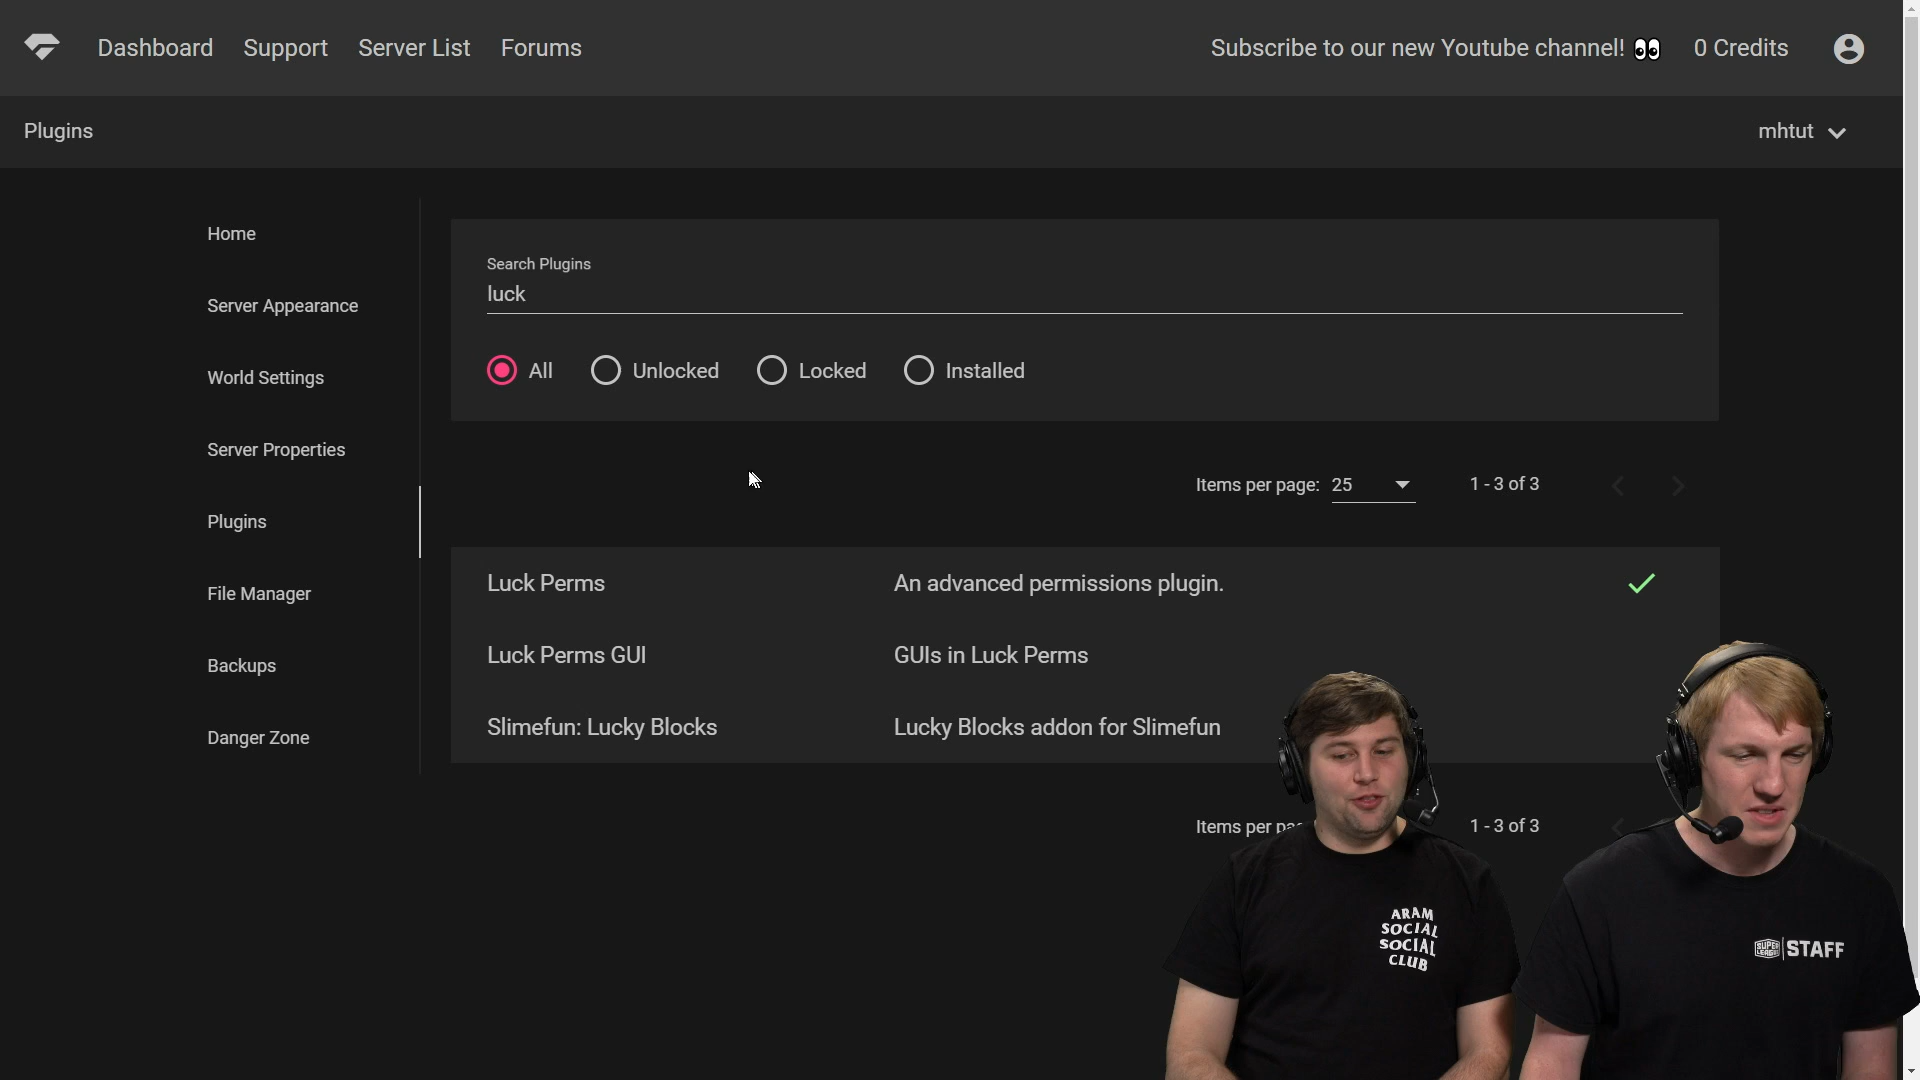 Dashboard Support Server List Forums Subscribe to our new Youtube channel! 0 Credits
Plugins mhtut
Home
Server Appearance
World Settings
Server Properties
Plugins
File Manager
Backups
Danger Zone
Search Plugins
luck
All Unlocked Locked Installed
Items per page: 25 1 - 3 of 3
Luck Perms An advanced permissions plugin.
Luck Perms GUI GUIs in Luck Perms
Slimefun: Lucky Blocks Lucky Blocks addon for Slimefun
Items per 1 - 3 of 3
ARAM
SOCIAL
SOCIAL
CLUB
SUPER
LEAGUE
STAFF